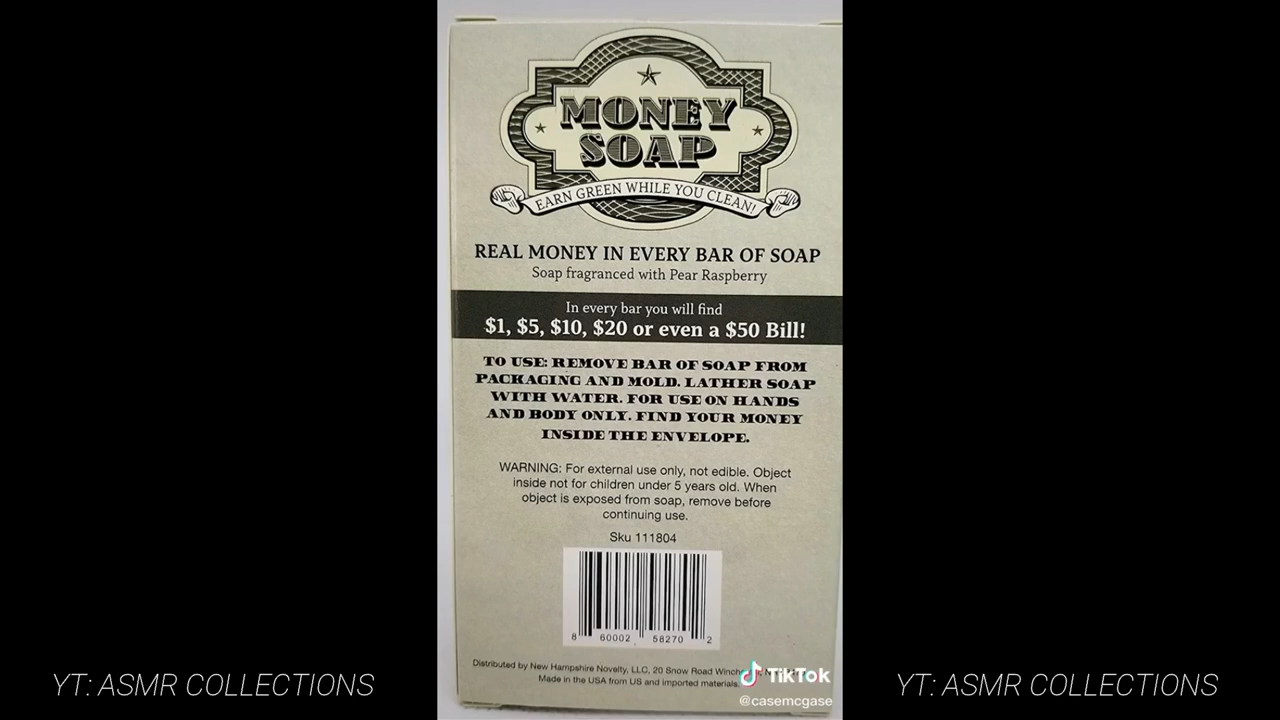 MONEY
SOAP
EARN GREEN WHILE YOU CLEAN!
REAL MONEY IN EVERY BAR OF SOAP
Soap fragranced with Pear Raspberry
In every bar you will find
$1, $5, $10, $20 or even a $50 Bill!
TO USE: REMOVE BAR OF SOAP FROM
PACKAGING AND MOLD. LATHER SOAP
WITH WATER. FOR USE ON HANDS
AND BODY ONLY. FIND YOUR MONEY
INSIDE THE ENVELOPE.
WARNING: For external use only, not edible. Object
inside not for children under 5 years old. When
object is exposed from soap, remove before
continuing use.
Sku 111804
8 60002 58270 2
Distributed by New Hampshire Novelty, LLC, 20 Snow Road
Made in the USA from US and imported materials.
TikTok
@casemcgase
YT: ASMR COLLECTIONS
YT: ASMR COLLECTIONS